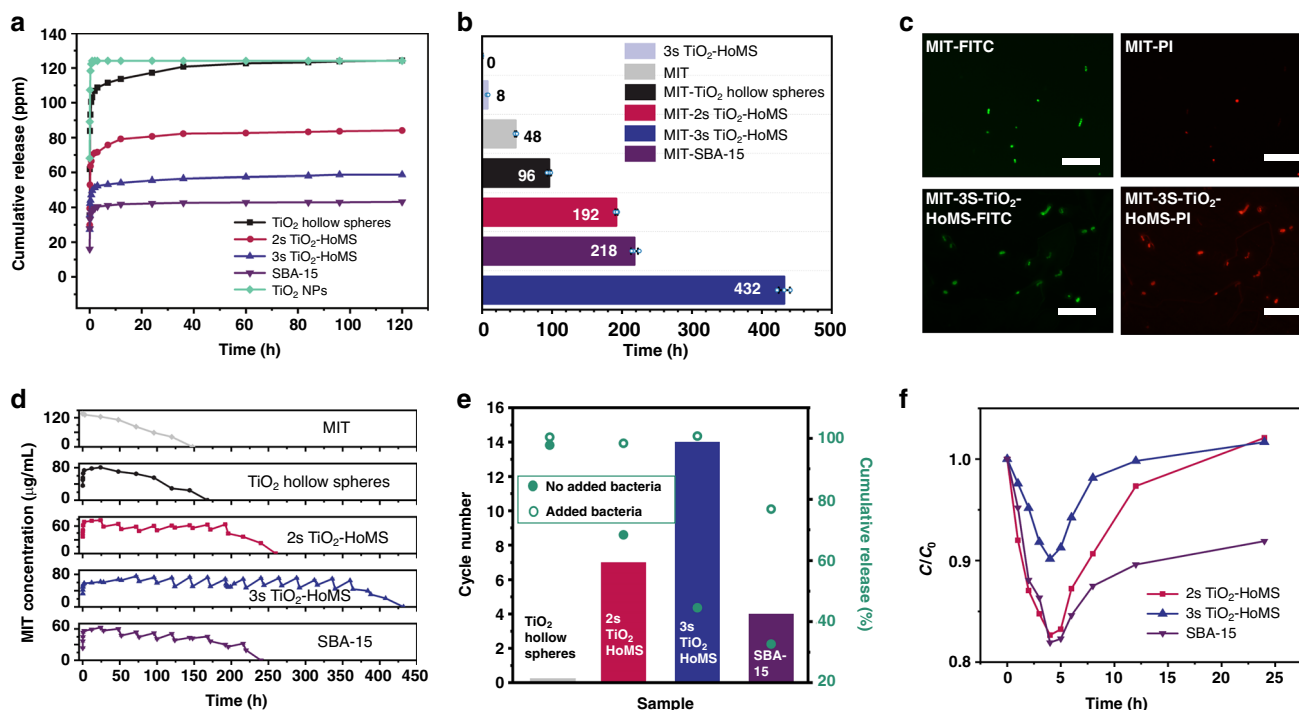 a
Cumulative release (ppm)
140
120
100
80
60
40
20
0
TiO2 hollow spheres
2s TiO2-HoMS
3s TiO2-HoMS
SBA-15
TiO2 NPs
0 20 40 60 80 100 120
Time (h)
b
0
8
48
96
192
218
432
3s TiO2-HoMS
MIT
MIT-TiO2 hollow spheres
MIT-2s TiO2-HoMS
MIT-3s TiO2-HoMS
MIT-SBA-15
0 100 200 300 400 500
Time (h)
c
MIT-FITC
MIT-PI
MIT-3S-TiO2-
HoMS-FITC
MIT-3S-TiO2-
HoMS-PI
d
MIT concentration (μg/mL)
120
0
MIT
80
0
TiO2 hollow spheres
60
0
2s TiO2-HoMS
80
0
3s TiO2-HoMS
60
0
SBA-15
0 50 100 150 200 250 300 350 400 450
Time (h)
e
Cycle number
16
14
12
10
8
6
4
2
0
No added bacteria
Added bacteria
TiO2
hollow
spheres
2s
TiO2
HoMS
3s
TiO2
HoMS
SBA-
15
Sample
100
80
60
40
20
Cumulative release (%)
f
C/C0
1.0
0.9
0.8
2s TiO2-HoMS
3s TiO2-HoMS
SBA-15
0 5 10 15 20 25
Time (h)